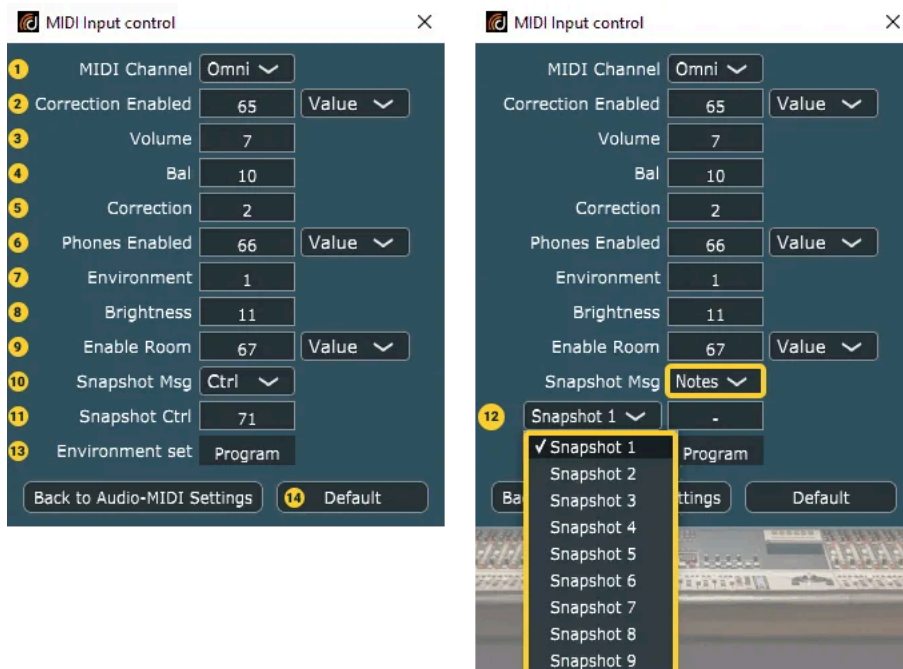 MIDI Input control
1 MIDI Channel Omni
2 Correction Enabled 65 Value
3 Volume 7
4 Bal 10
5 Correction 2
6 Phones Enabled 66 Value
7 Environment 1
8 Brightness 11
9 Enable Room 67 Value
10 Snapshot Msg Ctrl
11 Snapshot Ctrl 71
13 Environment set Program
Back to Audio-MIDI Settings 14 Default
MIDI Input control
MIDI Channel Omni
Correction Enabled 65 Value
Volume 7
Bal 10
Correction 2
Phones Enabled 66 Value
Environment 1
Brightness 11
Enable Room 67 Value
Snapshot Msg Notes
12 Snapshot 1 -
✓ Snapshot 1 Program
Snapshot 2
Ba Snapshot 3 ttings Default
Snapshot 4
Snapshot 5
Snapshot 6
Snapshot 7
Snapshot 8
Snapshot 9